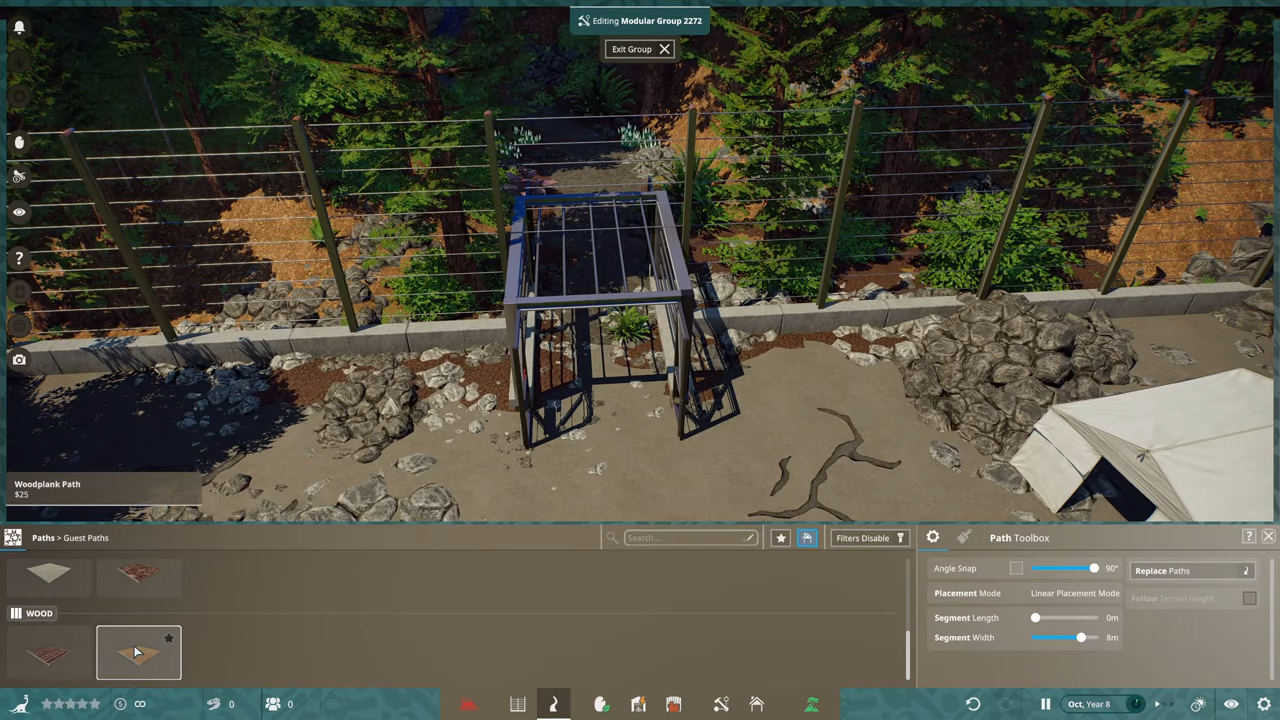 Editing Modular Group 2272
Exit Group
?
Woodplank Path
$25
Paths > Guest Paths
Search...
Filters Disable
Path Toolbox
?
Angle Snap
90°
Replace Paths
Placement Mode
Linear Placement Mode
Follow Terrain Height
Segment Length
0m
Segment Width
8m
WOOD
∞
0
0
Oct, Year 8